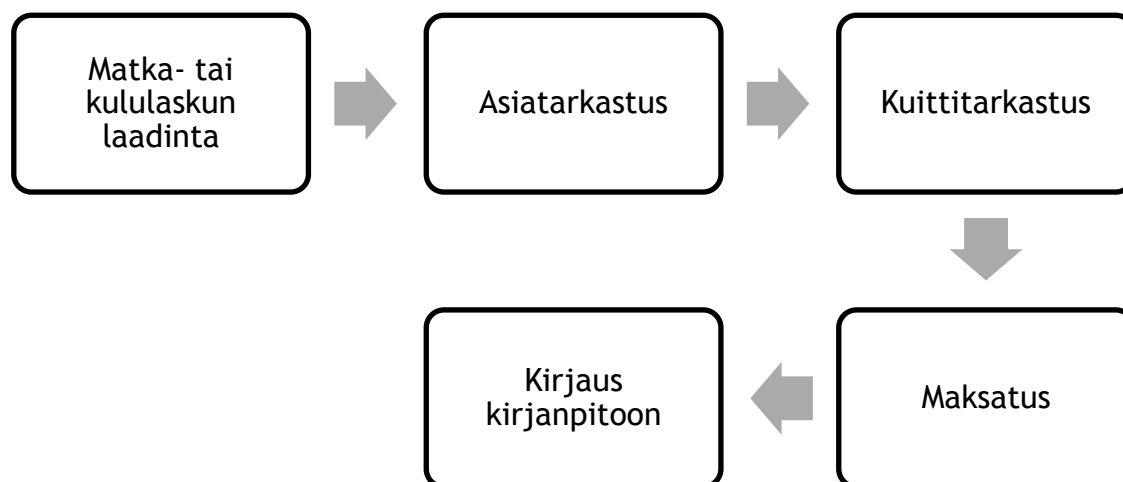 Matka- tai
kululaskun
laadinta
Asiatarkastus
Kuittitarkastus
Maksatus
Kirjaus
kirjanpitoon